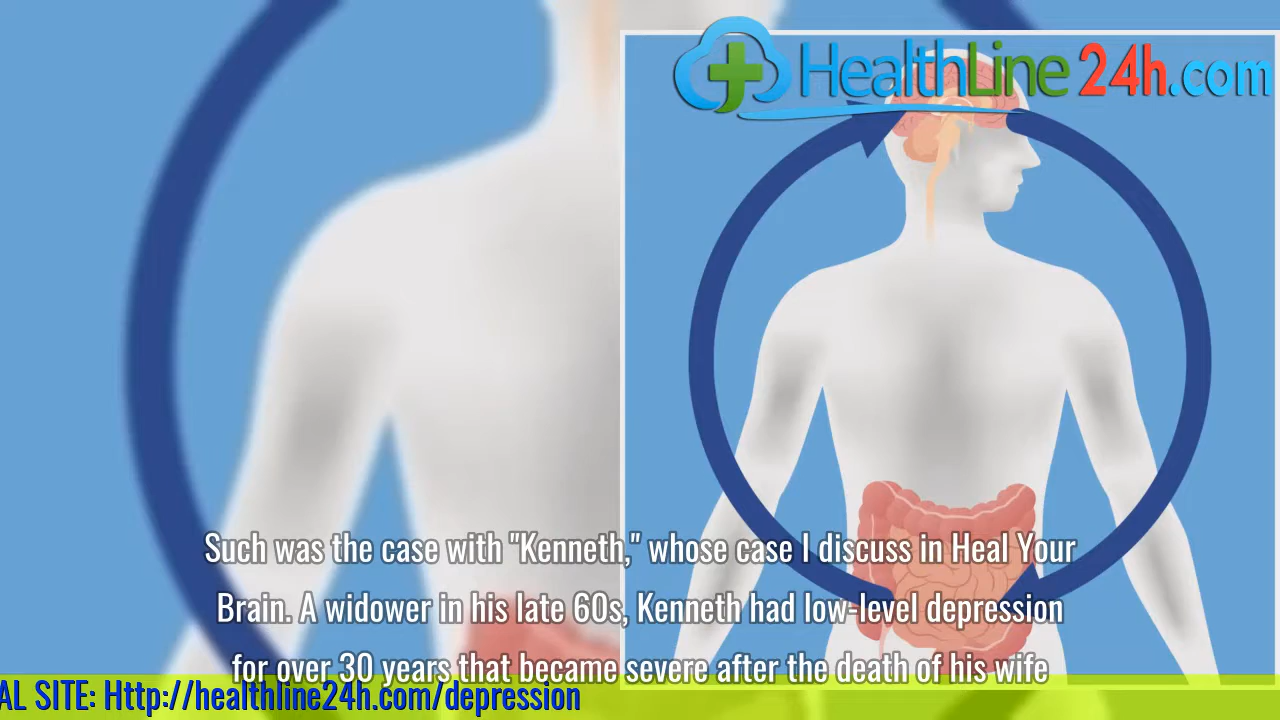 HealthLine 24h.com
Such was the case with "Kenneth," whose case I discuss in Heal Your
Brain. A widower in his late 60s, Kenneth had low-level depression
for over 30 years that became severe after the death of his wife
AL SITE: Http://healthline24h.com/depression